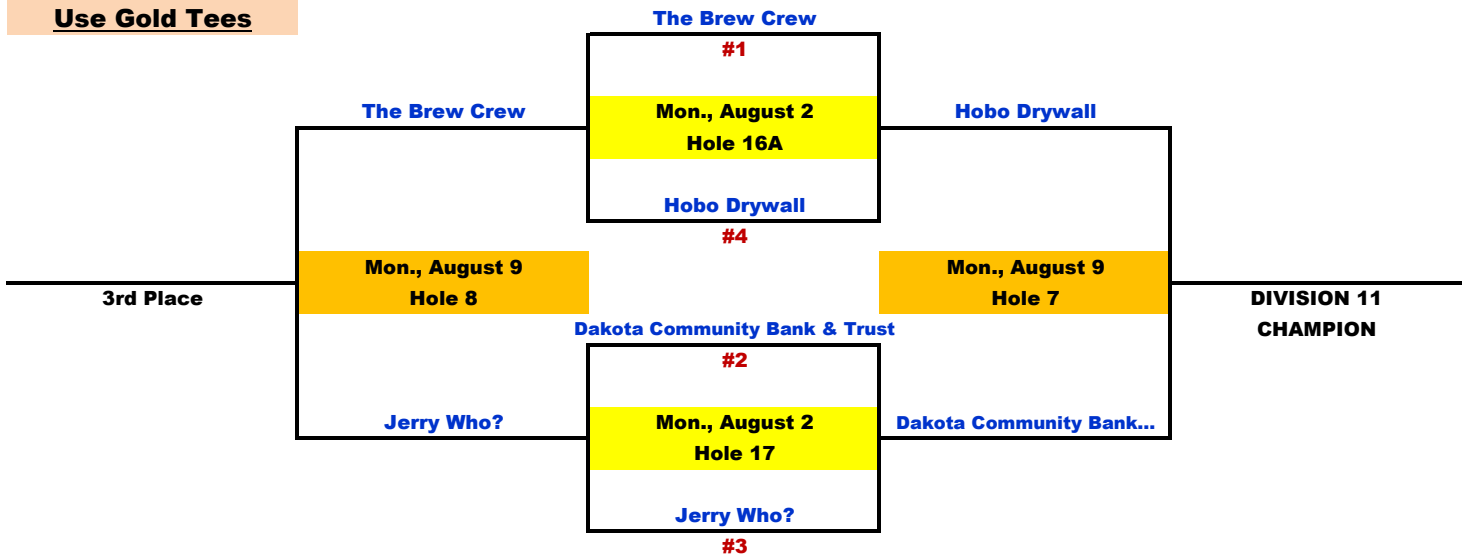 Use Gold Tees
The Brew Crew
#1
The Brew Crew
Mon., August 2
Hobo Drywall
Hole 16A
Hobo Drywall
#4
Mon., August 9
Mon., August 9
Hole 8
Hole 7
3rd Place
DIVISION 11
CHAMPION
Dakota Community Bank & Trust
#2
Jerry Who?
Mon., August 2
Dakota Community Bank...
Hole 17
Jerry Who?
#3